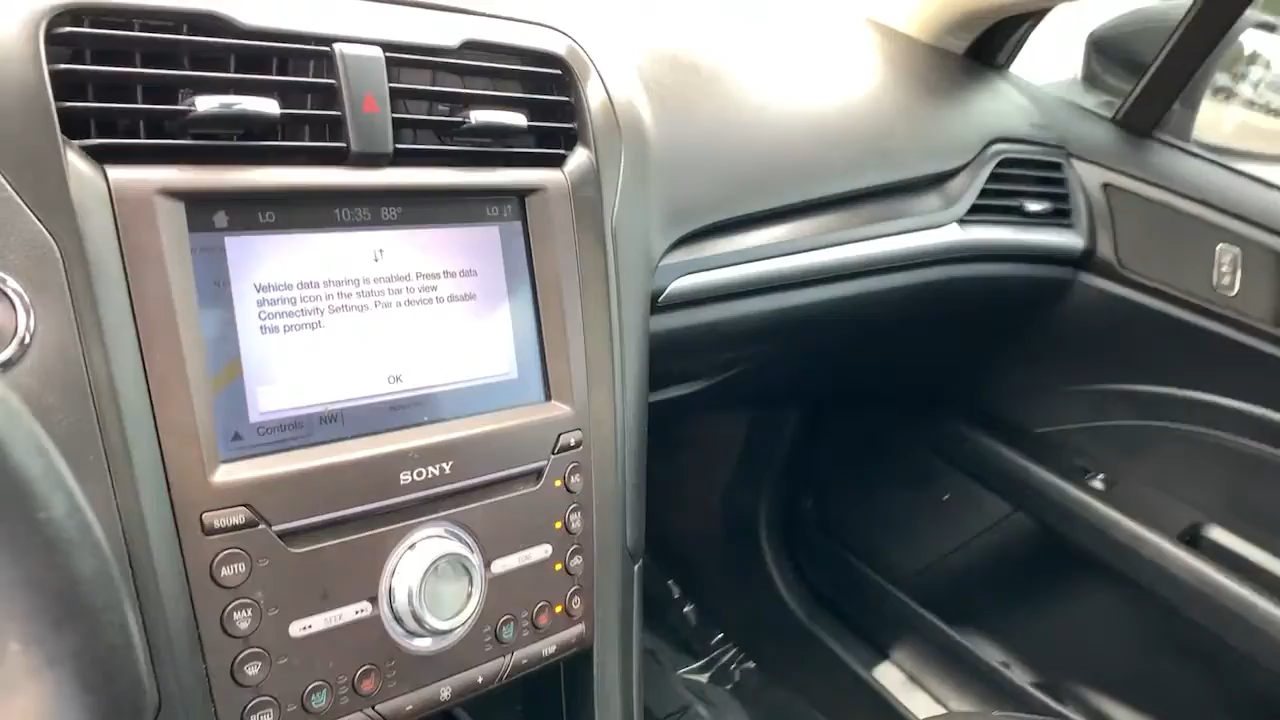 LO 10:35 88° LO
Vehicle data sharing is enabled. Press the data
sharing icon in the status bar to view
Connectivity Settings. Pair a device to disable
this prompt.
OK
Controls NW
SONY
SOUND
A/C
MAX A/C
AUTO
TUNE
MAX
SEEK
A/C
A/C
TEMP